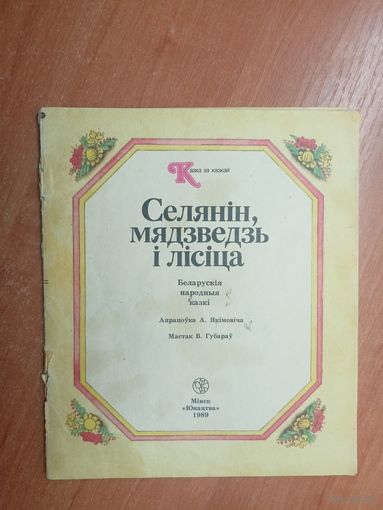 Казка за казкай
Селянін,
мядзведзь
і лісіца
Беларускія
народныя
казкі
Апрацоўка А. Якімовіча
Мастак В. Губараў
Мінск
«Юнацтва»
1989